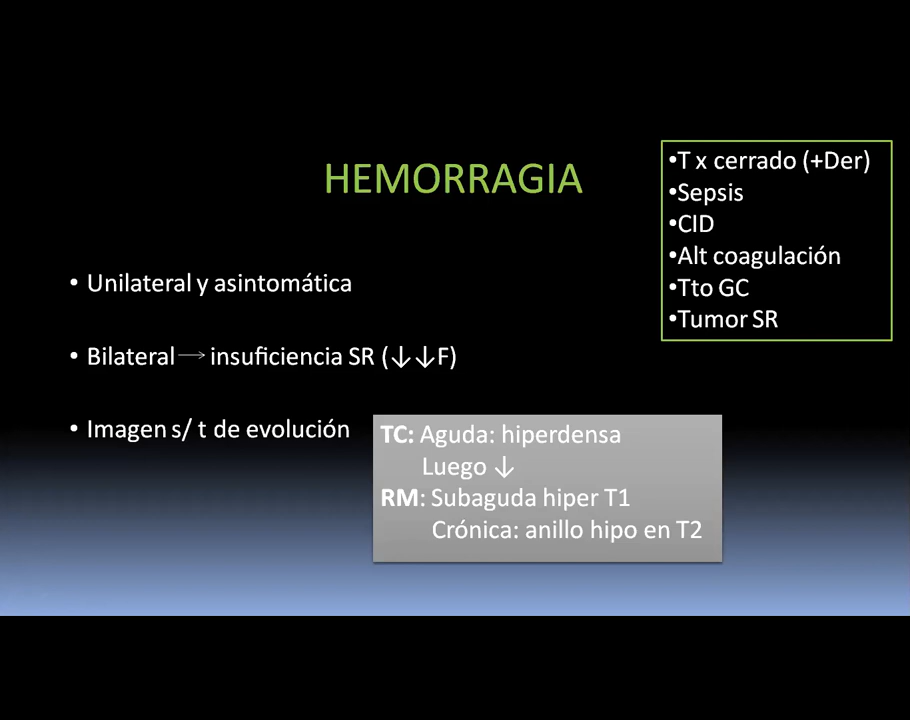 HEMORRAGIA
•T x cerrado (+Der)
•Sepsis
•CID
•Alt coagulación
•Tto GC
•Tumor SR
• Unilateral y asintomática
• Bilateral → insuficiencia SR (↓↓F)
• Imagen s/ t de evolución
TC: Aguda: hiperdensa
Luego ↓
RM: Subaguda hiper T1
Crónica: anillo hipo en T2